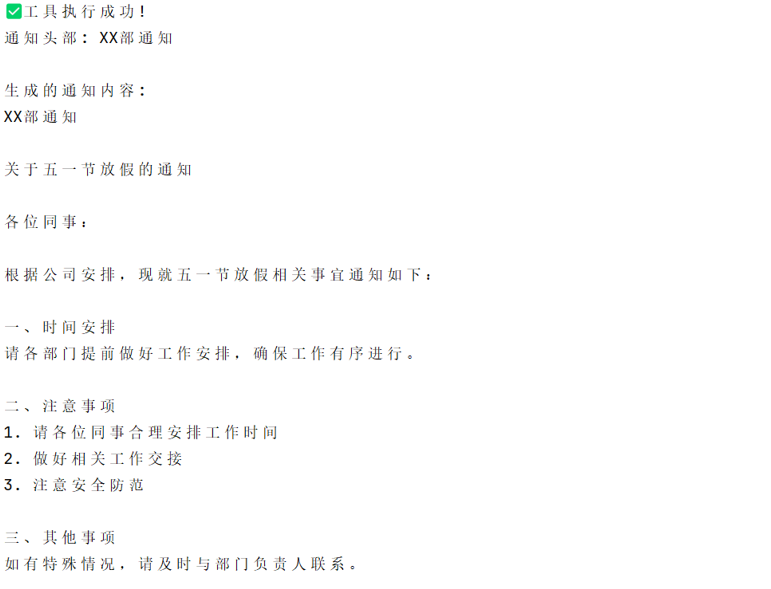 ✅工具执行成功!
通知头部: XX部通知
生成的通知内容:
XX部通知
关于五一节放假的通知
各位同事：
根据公司安排，现就五一节放假相关事宜通知如下：
一、时间安排
请各部门提前做好工作安排，确保工作有序进行。
二、注意事项
1. 请各位同事合理安排工作时间
2. 做好相关工作交接
3. 注意安全防范
三、其他事项
如有特殊情况，请及时与部门负责人联系。